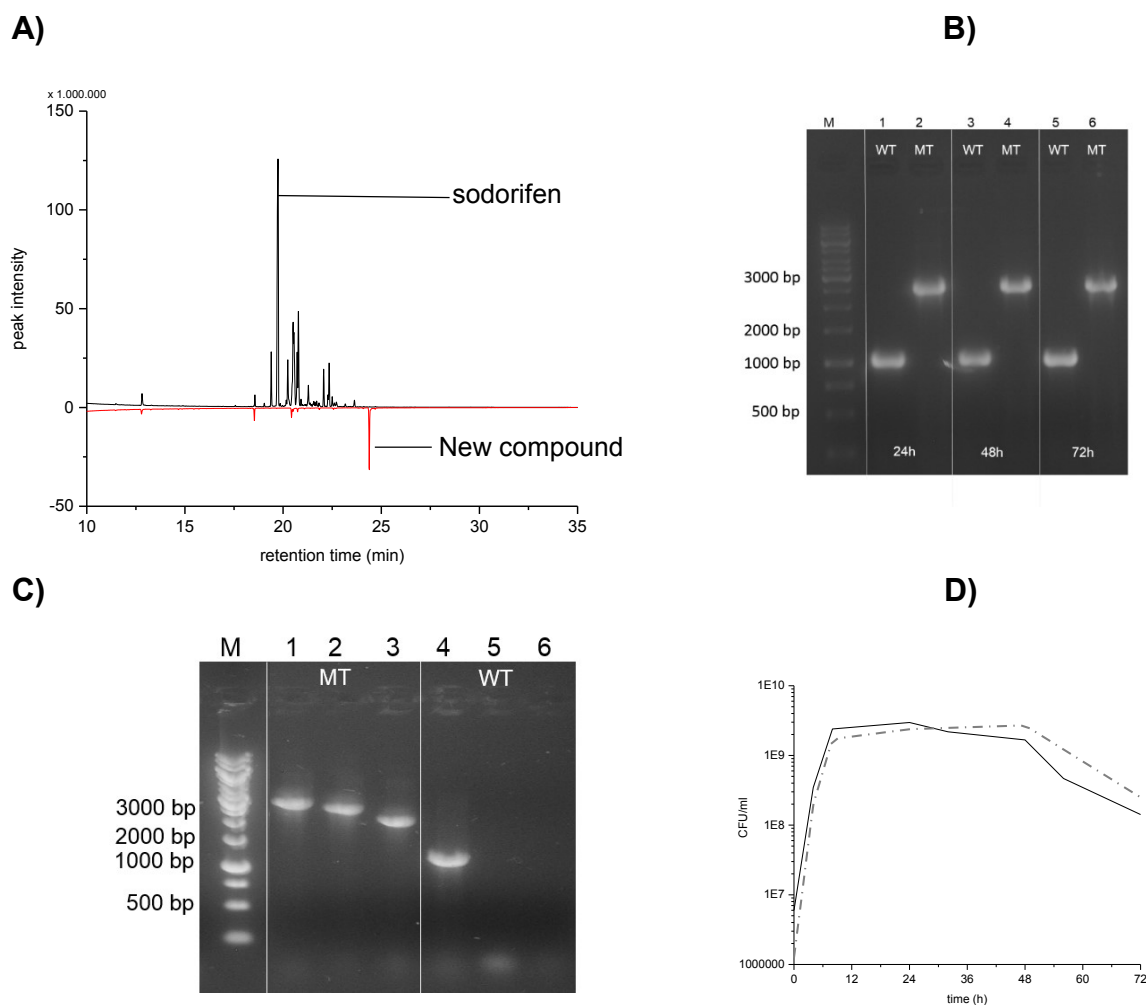 A)
x 1.000.000
150
100
50
0
-50
peak intensity
sodorifen
New compound
10 15 20 25 30 35
retention time (min)
B)
M 1 2 3 4 5 6
WT MT WT MT WT MT
3000 bp
2000 bp
1000 bp
500 bp
24h 48h 72h
C)
M 1 2 3 4 5 6
MT WT
3000 bp
2000 bp
1000 bp
500 bp
D)
1E10
1E9
1E8
1E7
1000000
CFU/ml
0 12 24 36 48 60 72
time (h)